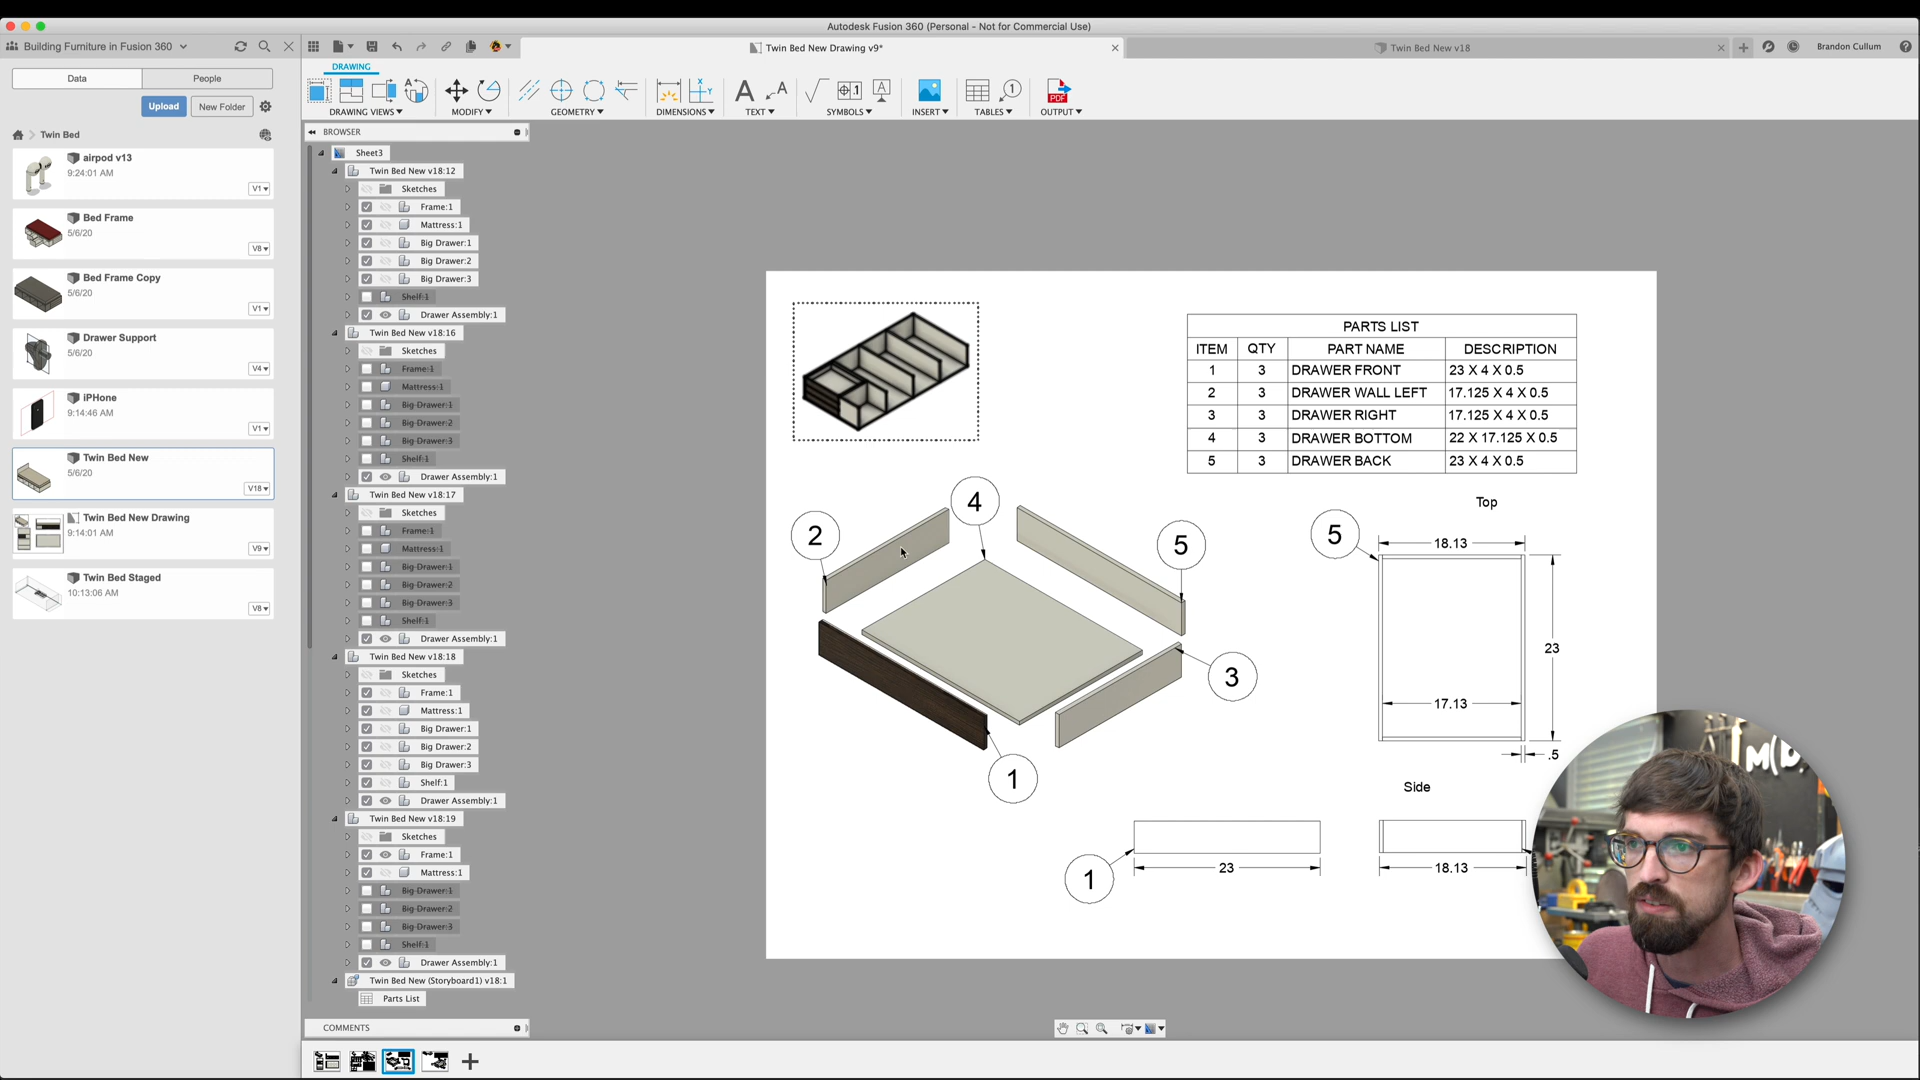 Autodesk Fusion 360 (Personal - Not for Commercial Use)
Building Furniture in Fusion 360
Twin Bed New Drawing v9*
Twin Bed New v18
Brandon Cullum
Data
People
Upload
New Folder
Twin Bed
airpod v13
9:24:01 AM
V1
Bed Frame
5/6/20
V8
Bed Frame Copy
5/6/20
V1
Drawer Support
5/6/20
V4
iPHone
9:14:46 AM
V1
Twin Bed New
5/6/20
V18
Twin Bed New Drawing
9:14:01 AM
V9
Twin Bed Staged
10:13:06 AM
V8
DRAWING
DRAWING VIEWS
MODIFY
GEOMETRY
DIMENSIONS
TEXT
SYMBOLS
INSERT
TABLES
OUTPUT
PDF
BROWSER
Sheet3
Twin Bed New v18:12
Sketches
Frame:1
Mattress:1
Big Drawer:1
Big Drawer:2
Big Drawer:3
Shelf:1
Drawer Assembly:1
Twin Bed New v18:16
Sketches
Frame:1
Mattress:1
Big Drawer:1
Big Drawer:2
Big Drawer:3
Shelf:1
Drawer Assembly:1
Twin Bed New v18:17
Sketches
Frame:1
Mattress:1
Big Drawer:1
Big Drawer:2
Big Drawer:3
Shelf:1
Drawer Assembly:1
Twin Bed New v18:18
Sketches
Frame:1
Mattress:1
Big Drawer:1
Big Drawer:2
Big Drawer:3
Shelf:1
Drawer Assembly:1
Twin Bed New v18:19
Sketches
Frame:1
Mattress:1
Big Drawer:1
Big Drawer:2
Big Drawer:3
Shelf:1
Drawer Assembly:1
Twin Bed New (Storyboard1) v18:1
Parts List
COMMENTS
PARTS LIST
ITEM QTY PART NAME DESCRIPTION
1 3 DRAWER FRONT 23 X 4 X 0.5
2 3 DRAWER WALL LEFT 17.125 X 4 X 0.5
3 3 DRAWER RIGHT 17.125 X 4 X 0.5
4 3 DRAWER BOTTOM 22 X 17.125 X 0.5
5 3 DRAWER BACK 23 X 4 X 0.5
4
2
5
3
1
Top
5
18.13
23
17.13
.5
Side
1
23
18.13